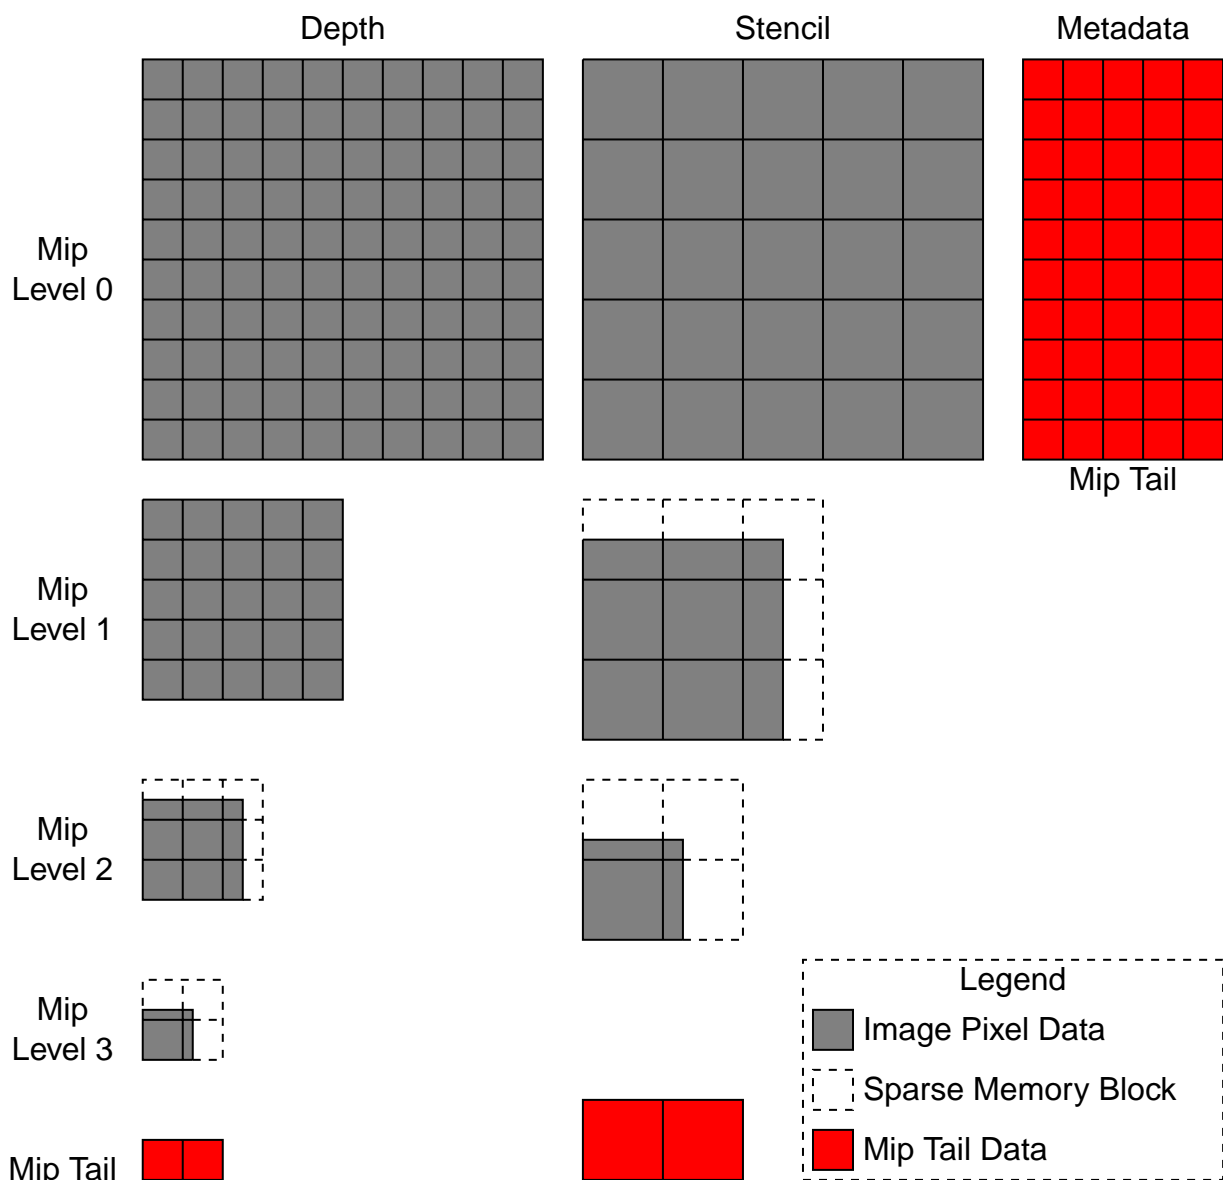 Depth
Stencil
Metadata
Mip
Level 0
Mip Tail
Mip
Level 1
Mip
Level 2
Mip
Level 3
Mip Tail
Legend
Image Pixel Data
Sparse Memory Block
Mip Tail Data